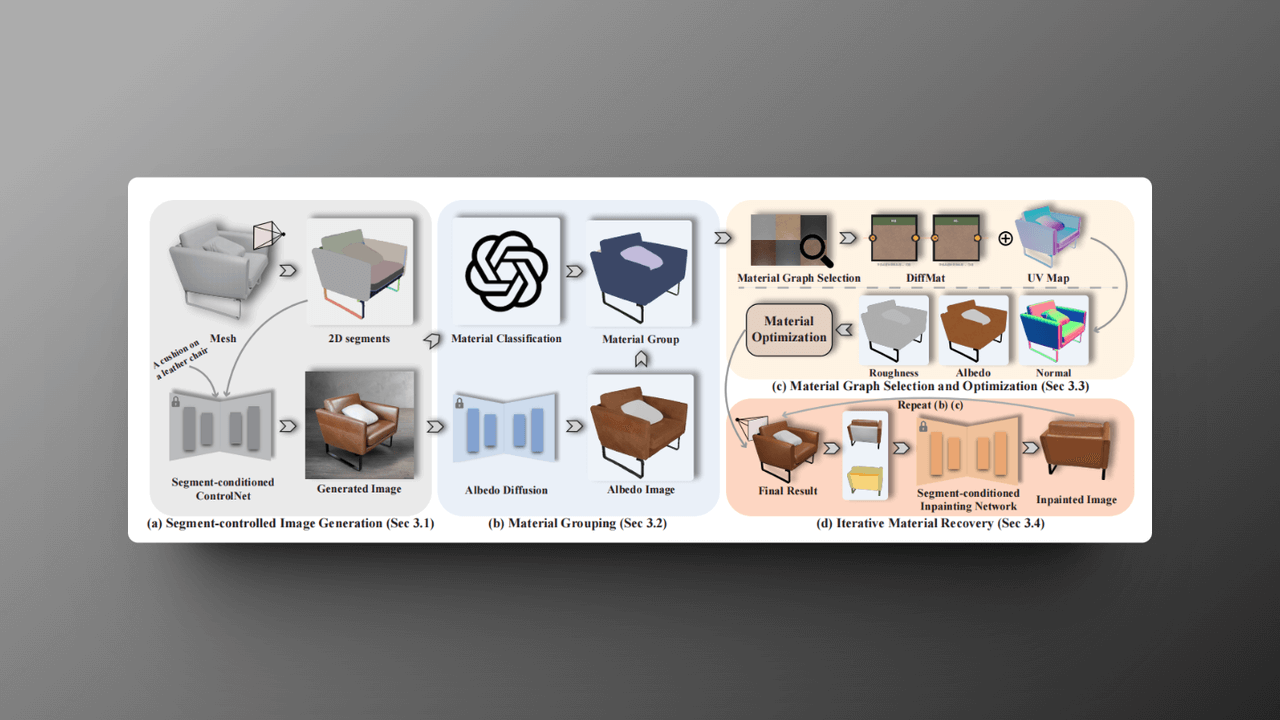 Mesh
2D segments
A cushion on
a leather chair
Segment-conditioned
ControlNet
Generated Image
(a) Segment-controlled Image Generation (Sec 3.1)
Material Classification
Material Group
Albedo Diffusion
Albedo Image
(b) Material Grouping (Sec 3.2)
Material Graph Selection
DiffMat
UV Map
Material
Optimization
Roughness
Albedo
Normal
(c) Material Graph Selection and Optimization (Sec 3.3)
Repeat (b) (c)
Final Result
Segment-conditioned
Inpainting Network
Inpainted Image
(d) Iterative Material Recovery (Sec 3.4)